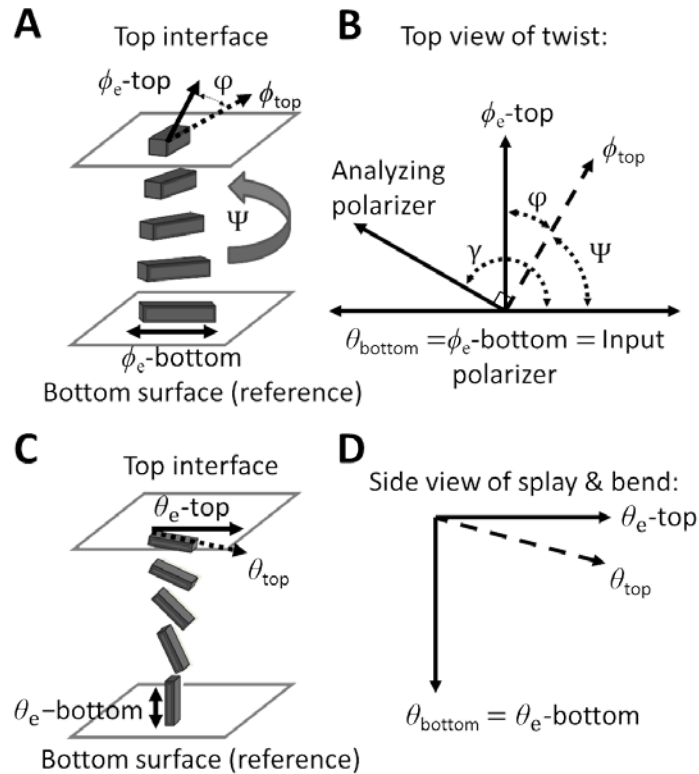 A
Top interface
ϕe-top
φ
ϕtop
Ψ
ϕe-bottom
Bottom surface (reference)
B
Top view of twist:
ϕe-top
ϕtop
Analyzing
polarizer
φ
γ
Ψ
θbottom =ϕe-bottom = Input
polarizer
C
Top interface
θe-top
θtop
θe-bottom
Bottom surface (reference)
D
Side view of splay & bend:
θe-top
θtop
θbottom = θe-bottom